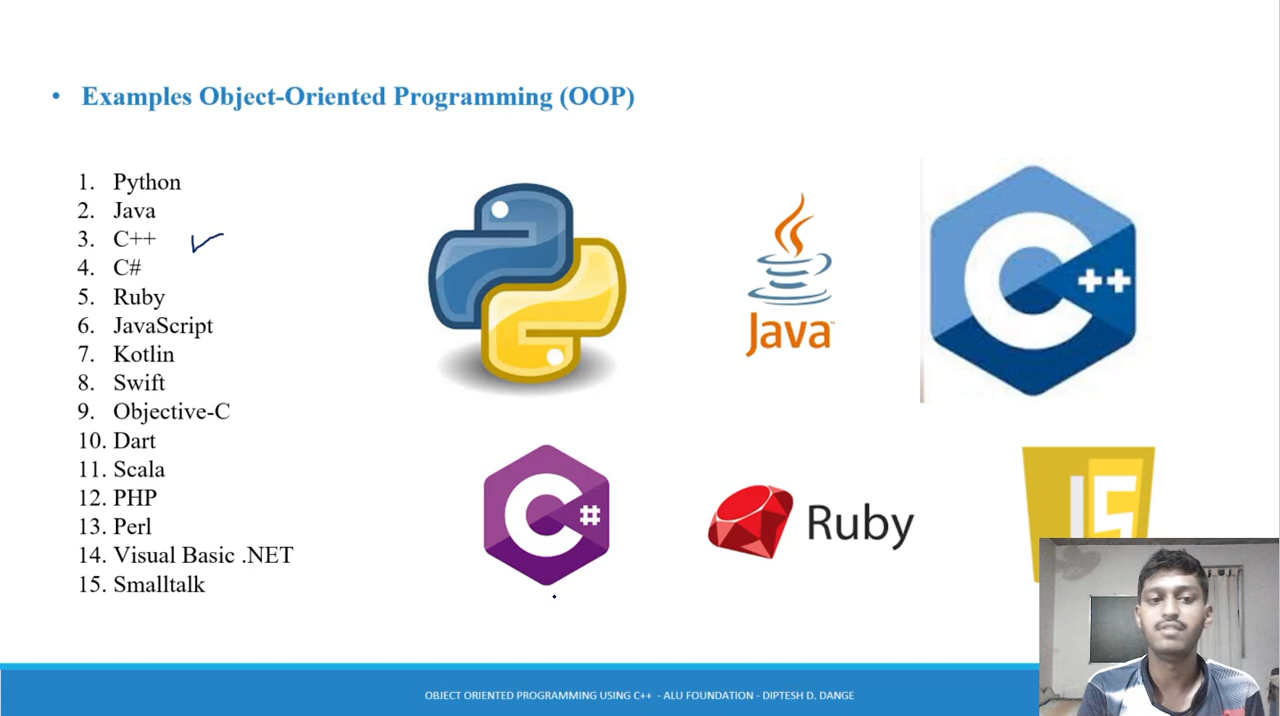 • Examples Object-Oriented Programming (OOP)
1. Python
2. Java
3. C++
4. C#
5. Ruby
6. JavaScript
7. Kotlin
8. Swift
9. Objective-C
10. Dart
11. Scala
12. PHP
13. Perl
14. Visual Basic .NET
15. Smalltalk
C++
Java™
C#
Ruby
JS
OBJECT ORIENTED PROGRAMMING USING C++ - ALU FOUNDATION - DIPTESH D. DANGE